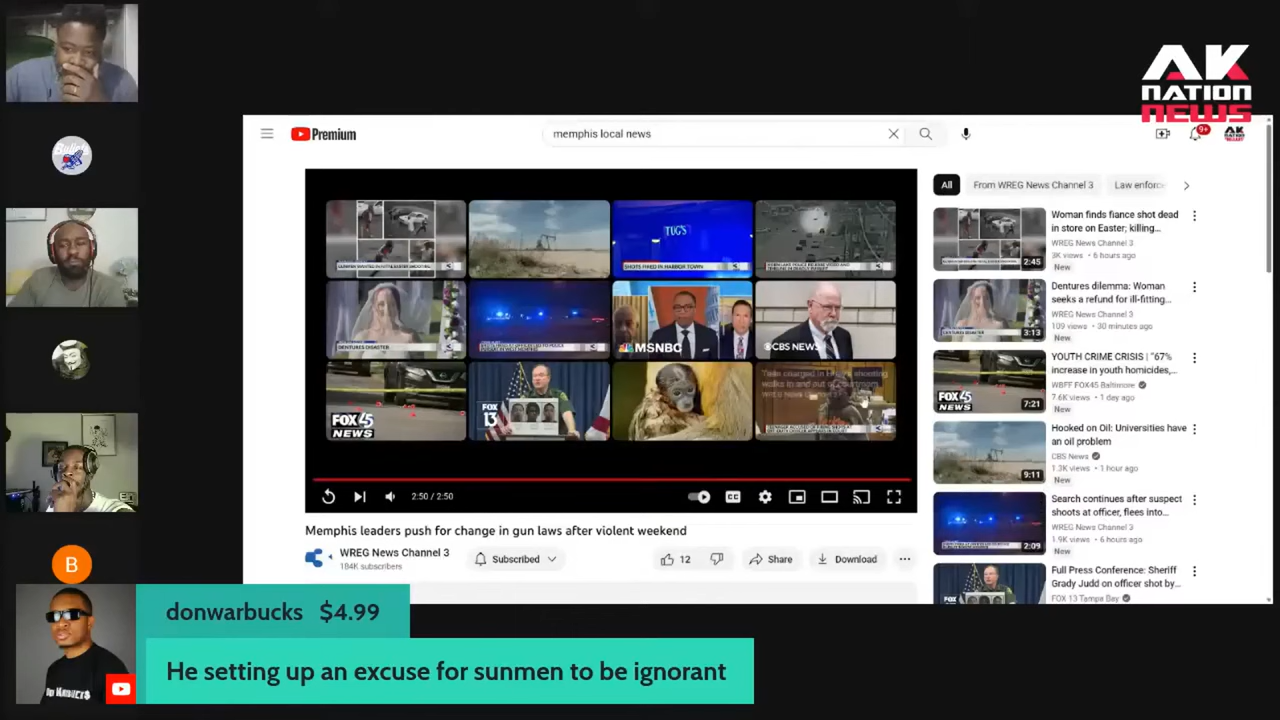 AK
NATION
NEWS
Premium
memphis local news
9+
All
From WREG News Channel 3
Law enforce
Woman finds fiance shot dead
in store on Easter; killing...
WREG News Channel 3
3K views • 6 hours ago
New
2:45
Dentures dilemma: Woman
seeks a refund for ill-fitting...
WREG News Channel 3
109 views • 30 minutes ago
New
3:13
YOUTH CRIME CRISIS | "67%
increase in youth homicides,...
WBFF FOX45 Baltimore
7.6K views • 1 day ago
New
7:21
FOX 45
NEWS
Hooked on Oil: Universities have
an oil problem
CBS News
1.3K views • 1 hour ago
New
9:11
Search continues after suspect
shoots at officer, flees into...
WREG News Channel 3
1.9K views • 6 hours ago
New
2:09
Full Press Conference: Sheriff
Grady Judd on officer shot by...
FOX 13 Tampa Bay
TUG'S
SHOTS FIRED IN HARBOR TOWN
DENTURES DISASTER
MSNBC
CBS NEWS
FOX 45
NEWS
FOX
13
2:50 / 2:50
CC
Memphis leaders push for change in gun laws after violent weekend
WREG News Channel 3
184K subscribers
Subscribed
12
Share
Download
B
donwarbucks $4.99
He setting up an excuse for sunmen to be ignorant